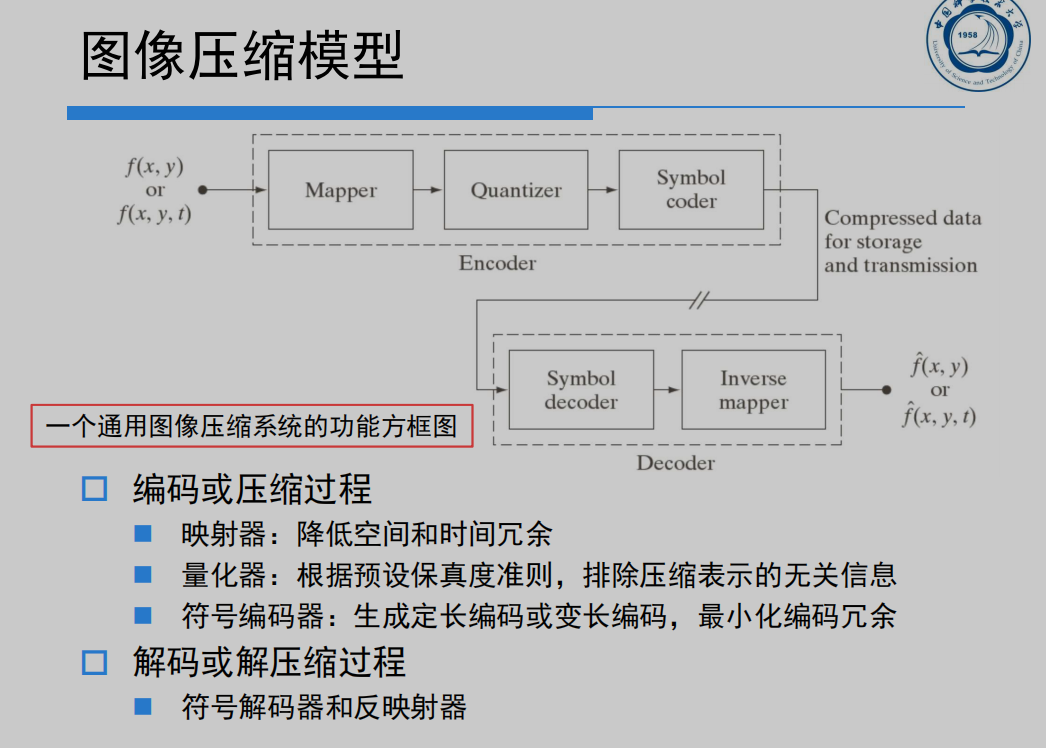 图像压缩模型
中国科学技术大学
1958
University of Science and Technology of China
f(x, y)
or
f(x, y, t)
Mapper
Quantizer
Symbol
coder
Encoder
Compressed data
for storage
and transmission
Symbol
decoder
Inverse
mapper
Decoder
f̂(x, y)
or
f̂(x, y, t)
一个通用图像压缩系统的功能方框图
编码或压缩过程
映射器：降低空间和时间冗余
量化器：根据预设保真度准则，排除压缩表示的无关信息
符号编码器：生成定长编码或变长编码，最小化编码冗余
解码或解压缩过程
符号解码器和反映射器